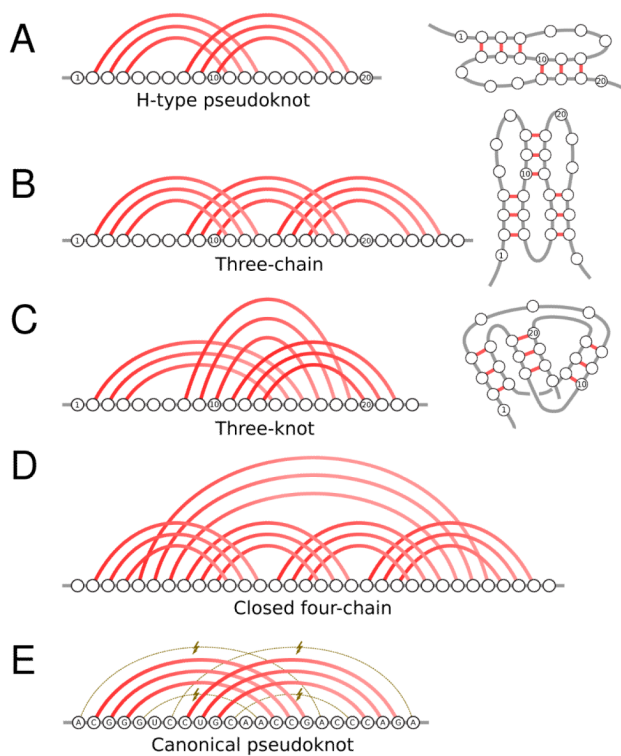 A
1 10 20
H-type pseudoknot
1
10
20
B
1 10 20
Three-chain
20
10
1
C
1 10 20
Three-knot
20
10
1
D
Closed four-chain
E
A C G G G U C C U G C A A C C G A C C C A G A
Canonical pseudoknot